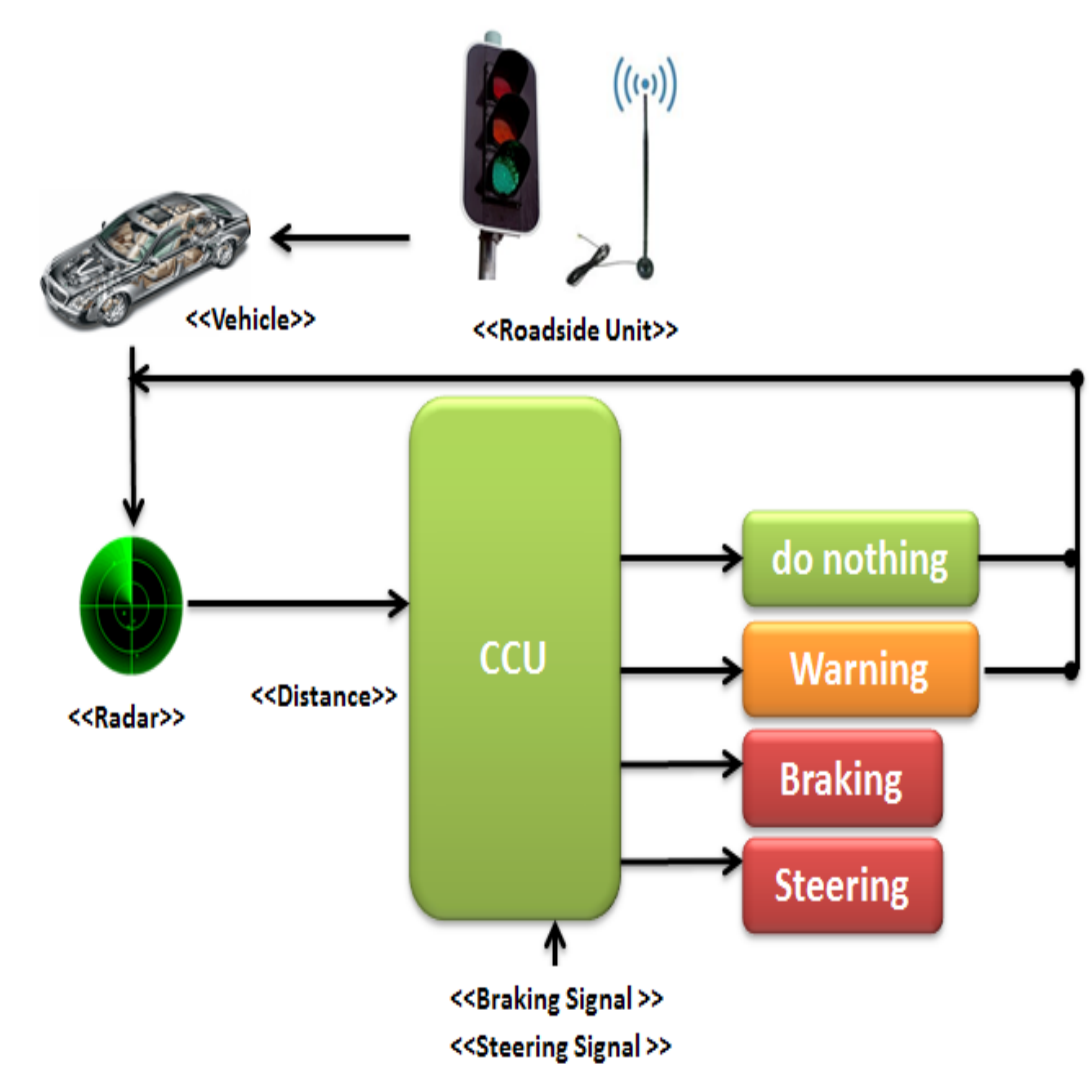 <<Vehicle>>
<<Roadside Unit>>
do nothing
CCU
Warning
<<Distance>>
<<Radar>>
Braking
Steering
<<Braking Signal >>
<<Steering Signal >>